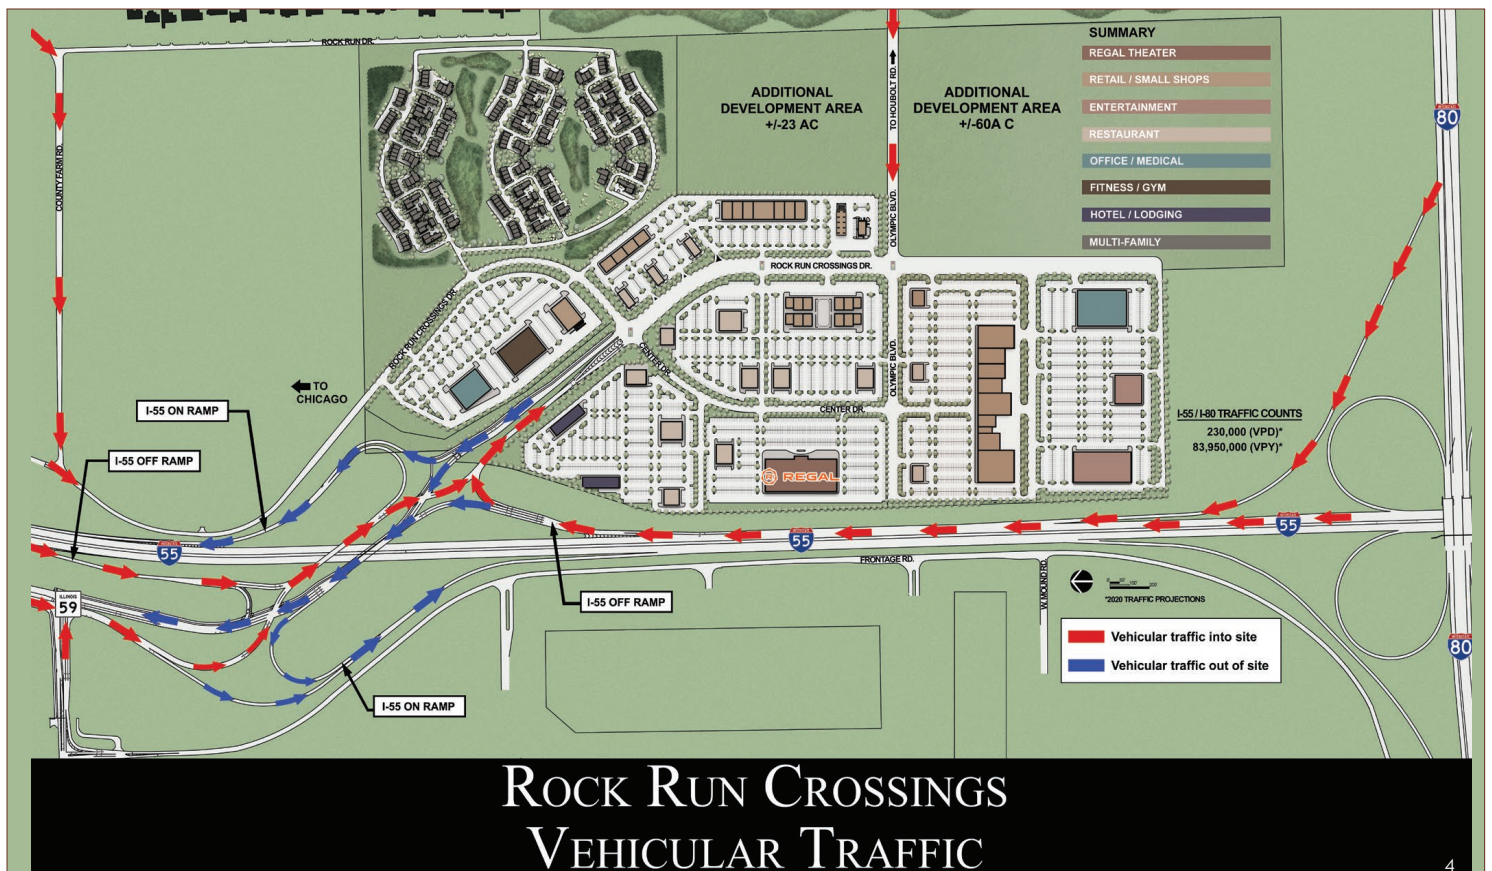 SUMMARY
REGAL THEATER
RETAIL / SMALL SHOPS
ENTERTAINMENT
RESTAURANT
OFFICE / MEDICAL
FITNESS / GYM
HOTEL / LODGING
MULTI-FAMILY
ROCK RUN DR.
ADDITIONAL
DEVELOPMENT AREA
+/-23 AC
TO HOUBOLT RD.
ADDITIONAL
DEVELOPMENT AREA
+/-60A C
80
COUNTY FARM RD.
OLYMPIC BLVD.
ROCK RUN CROSSINGS DR.
ROCK RUN CROSSINGS DR.
CENTER DR.
OLYMPIC BLVD.
TO
CHICAGO
CENTER DR.
I-55 ON RAMP
I-55 / I-80 TRAFFIC COUNTS
230,000 (VPD)*
83,950,000 (VPY)*
I-55 OFF RAMP
REGAL
55
55
55
FRONTAGE RD.
W. MOUND RD.
0 50 100 200
*2020 TRAFFIC PROJECTIONS
ILLINOIS
59
I-55 OFF RAMP
Vehicular traffic into site
Vehicular traffic out of site
80
I-55 ON RAMP
ROCK RUN CROSSINGS
VEHICULAR TRAFFIC
4